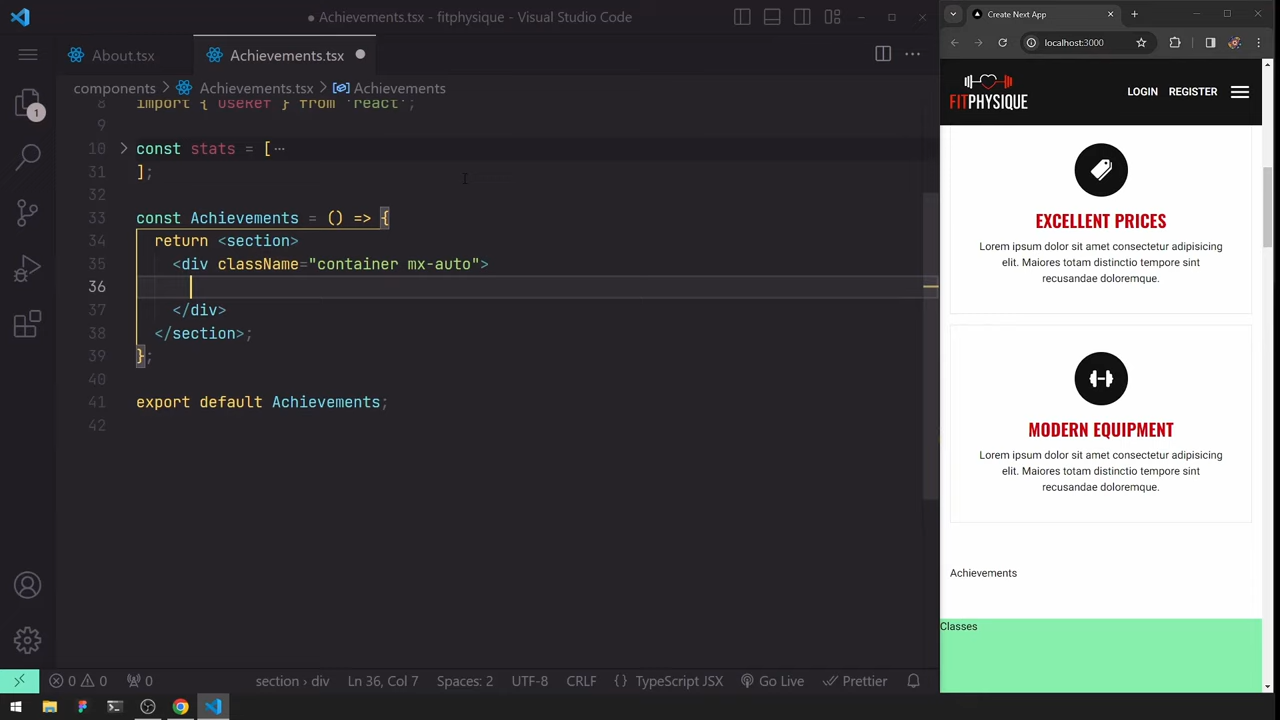 Achievements.tsx - fitphysique - Visual Studio Code
About.tsx
Achievements.tsx
components > Achievements.tsx > Achievements
8 import { useRef } from 'react';
9
10 const stats = [ ···
31 ];
32
33 const Achievements = () => {
34 return <section>
35 <div className="container mx-auto">
36
37 </div>
38 </section>;
39 };
40
41 export default Achievements;
42
1
0 0 0 section › div Ln 36, Col 7 Spaces: 2 UTF-8 CRLF {} TypeScript JSX Go Live Prettier
Create Next App
localhost:3000
FITPHYSIQUE
LOGIN REGISTER
EXCELLENT PRICES
Lorem ipsum dolor sit amet consectetur adipisicing
elit. Maiores totam distinctio tempore sint
recusandae doloremque.
MODERN EQUIPMENT
Lorem ipsum dolor sit amet consectetur adipisicing
elit. Maiores totam distinctio tempore sint
recusandae doloremque.
Achievements
Classes